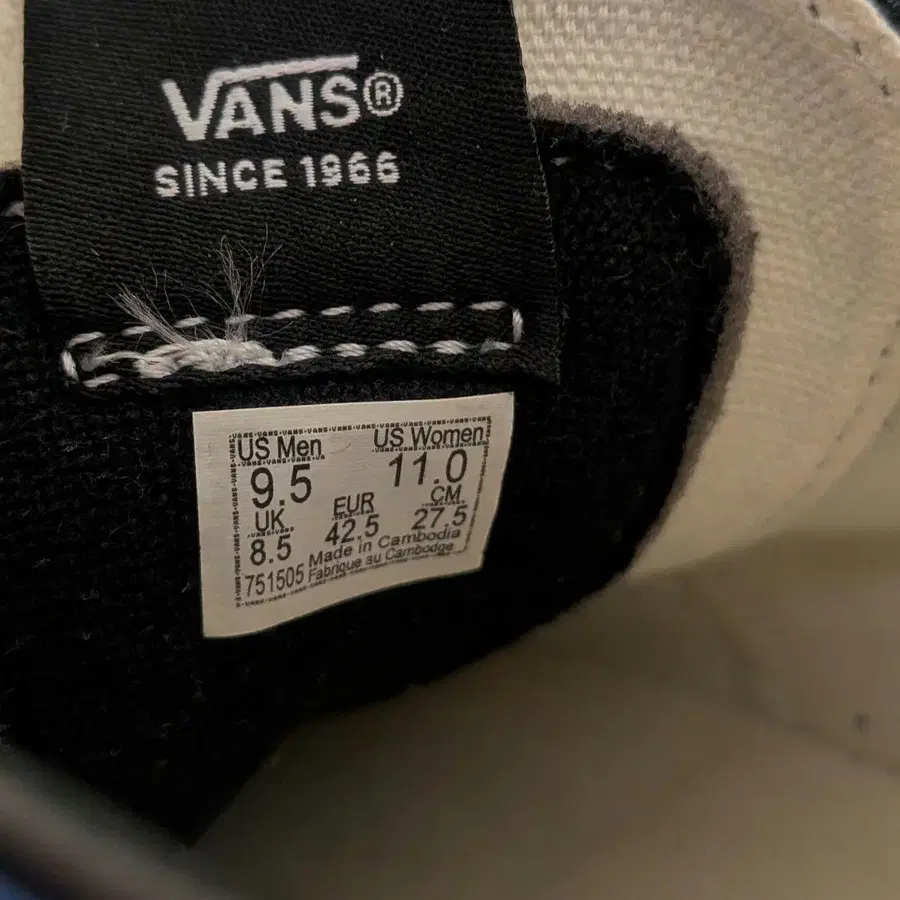 VANS®
SINCE 1966
US Men US Women
9.5 11.0
UK EUR CM
8.5 42.5 27.5
Made in Cambodia
751505 Fabrique au Cambodge